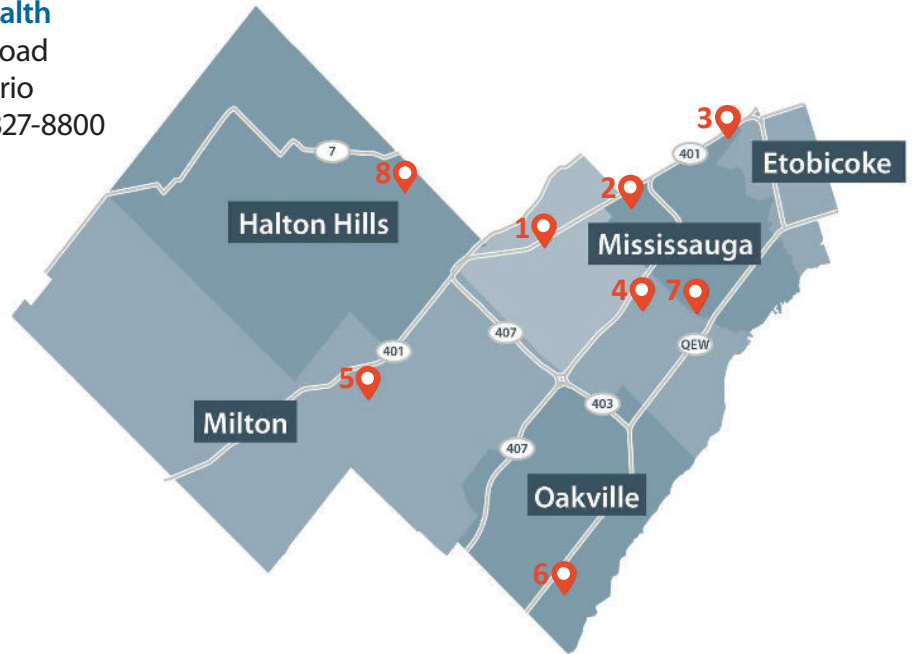 alth
oad
rio
327-8800
3
401
Etobicoke
7
8
2
Halton Hills
1
Mississauga
4
7
407
QEW
401
5
403
Milton
407
Oakville
6